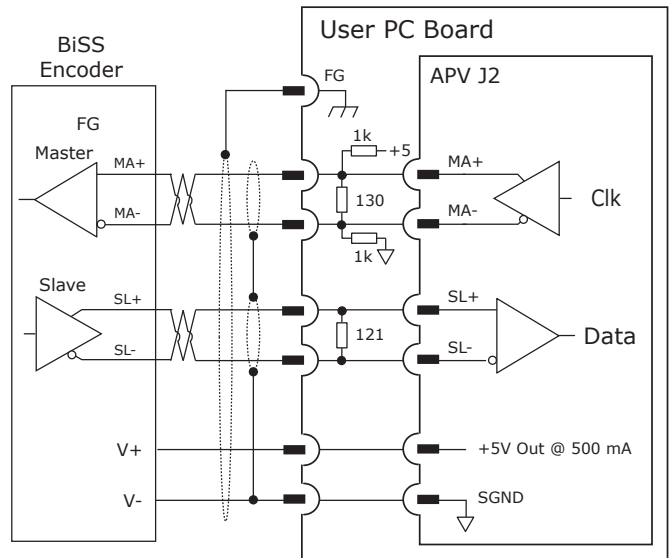 User PC Board
BiSS
Encoder
APV J2
FG
FG
1k
+5
Master
MA+
MA+
130
Clk
MA-
MA-
1k
Slave
SL+
SL+
121
Data
SL-
SL-
V+
+5V Out @ 500 mA
V-
SGND